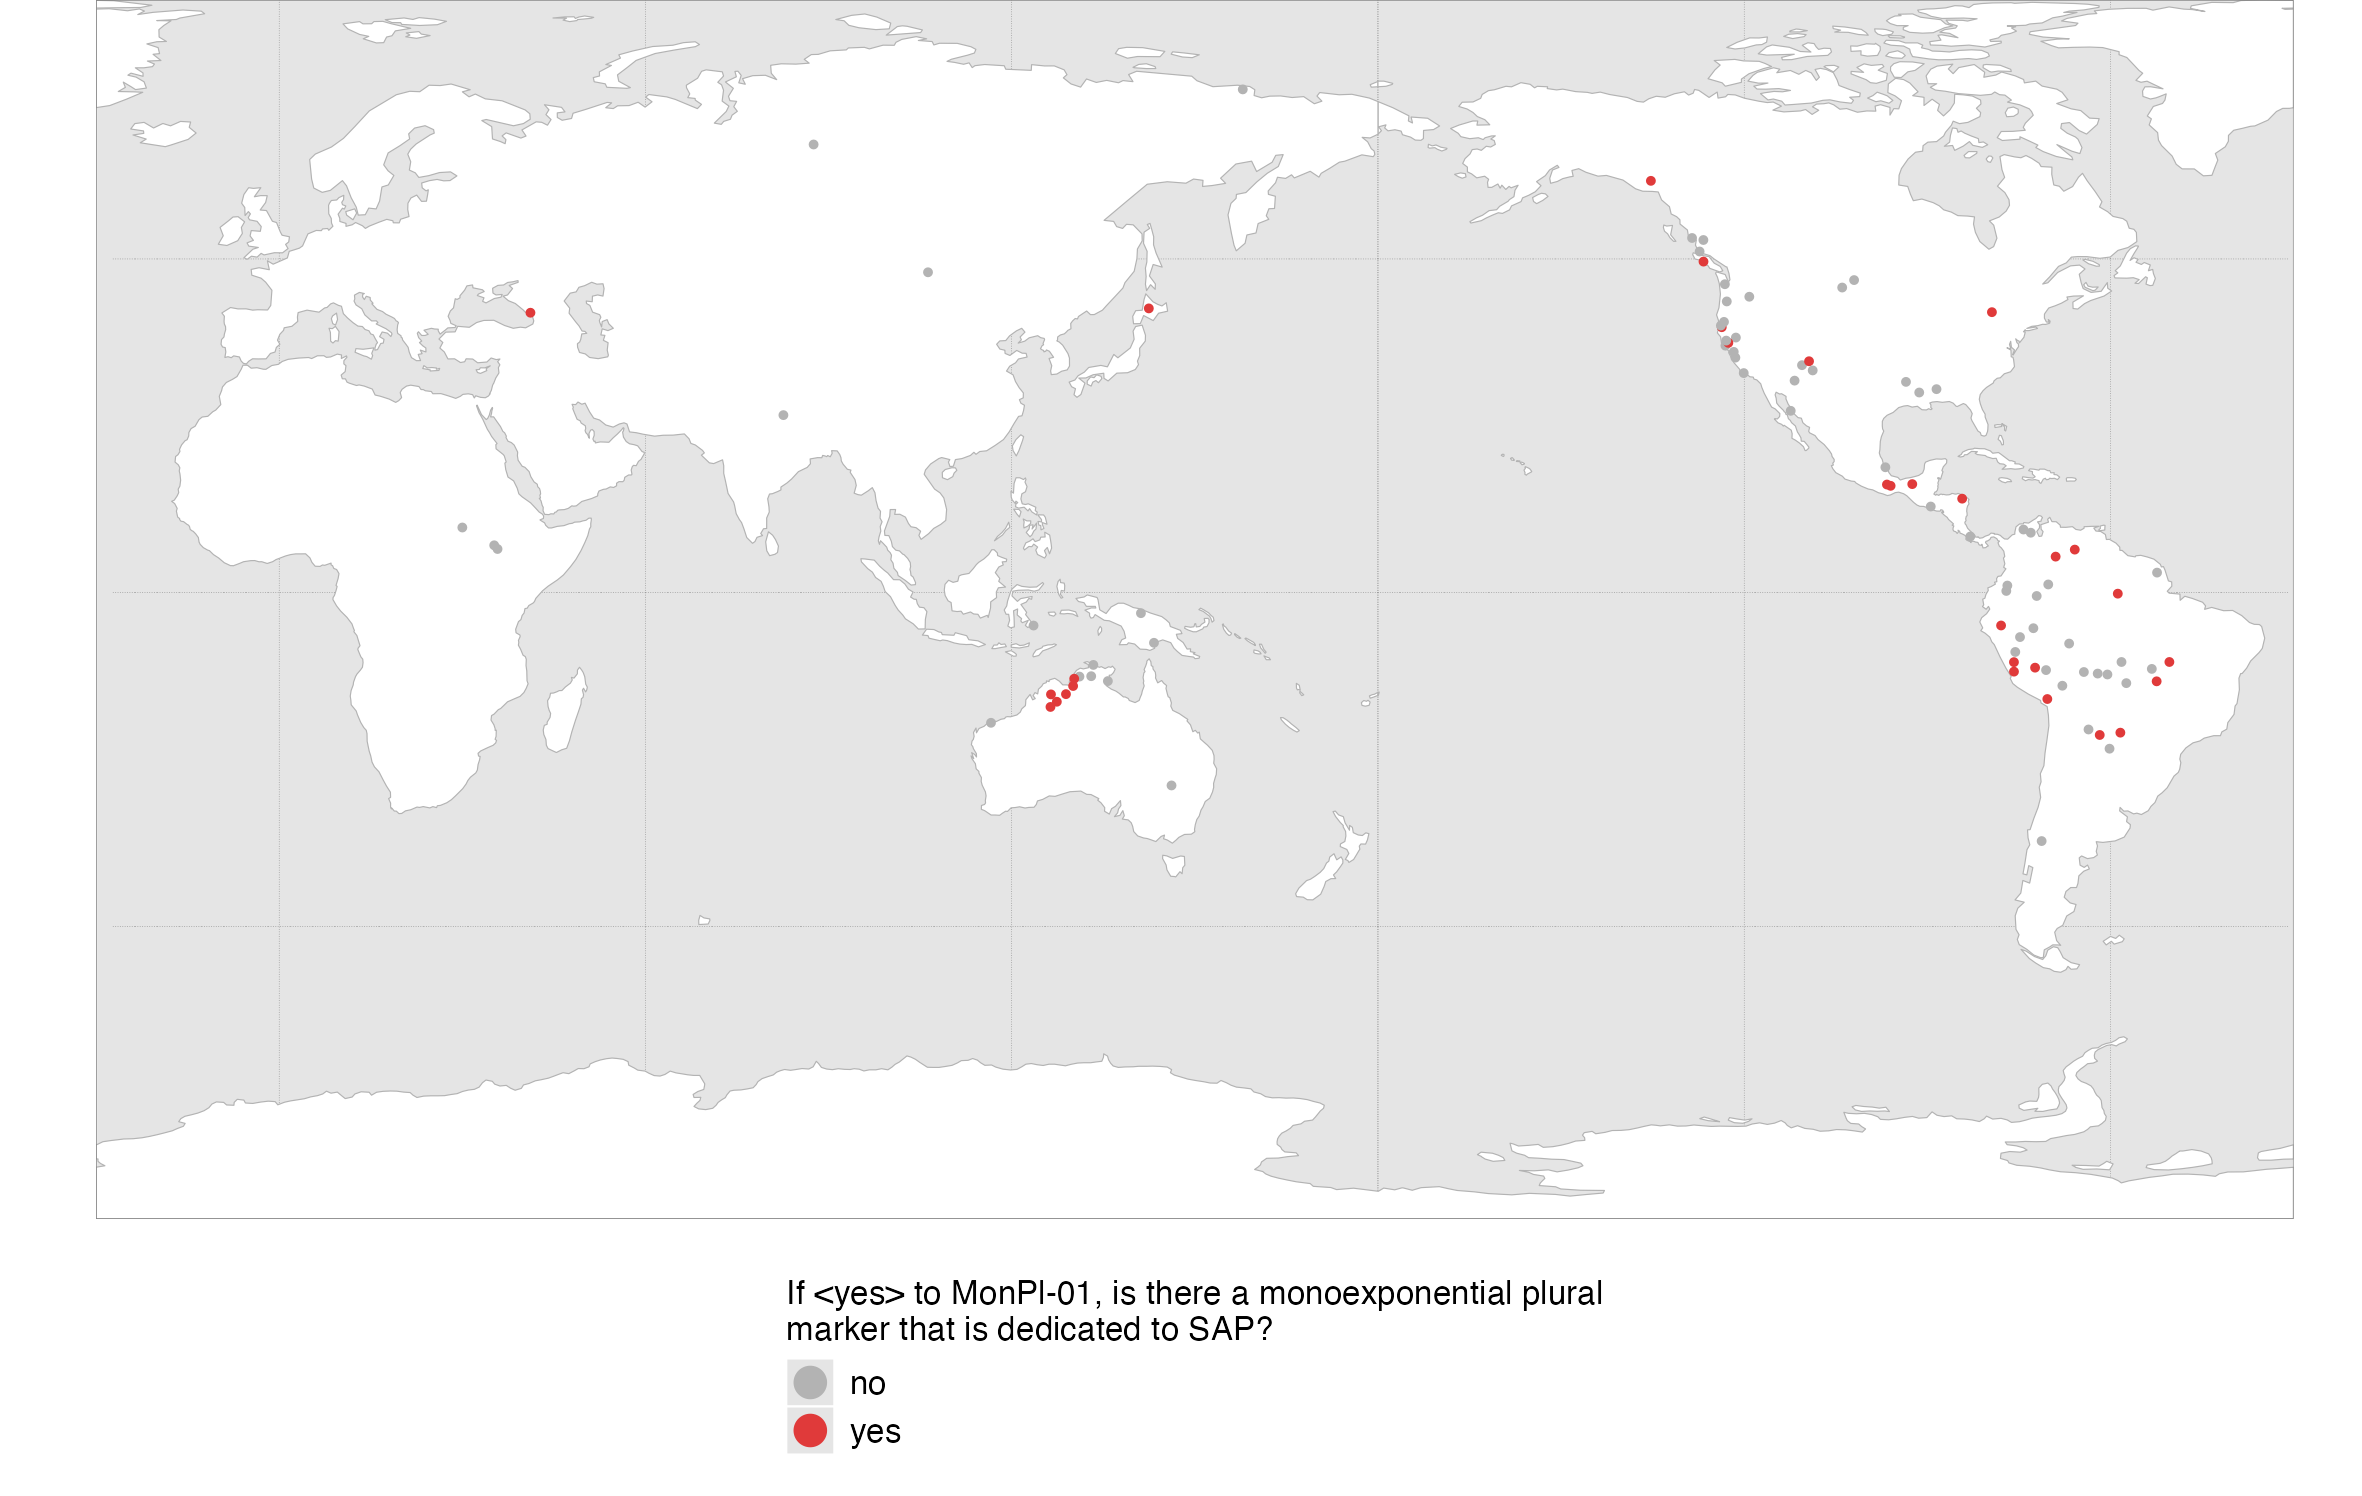 If <yes> to MonPl-01, is there a monoexponential plural
marker that is dedicated to SAP?
no
yes